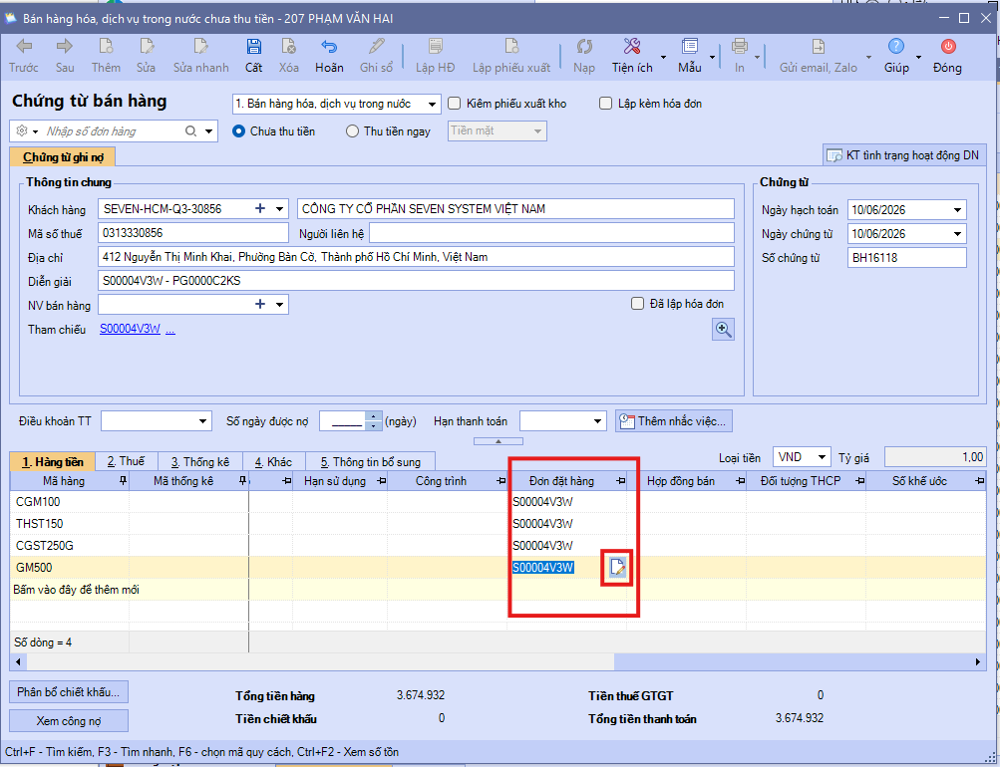 Bán hàng hóa, dịch vụ trong nước chưa thu tiền - 207 PHẠM VĂN HAI
Trước Sau Thêm Sửa Sửa nhanh Cất Xóa Hoãn Ghi sổ Lập HĐ Lập phiếu xuất Nạp Tiện ích Mẫu In Gửi email, Zalo Giúp Đóng
Chứng từ bán hàng
1. Bán hàng hóa, dịch vụ trong nước Kiêm phiếu xuất kho Lập kèm hóa đơn
Nhập số đơn hàng Chưa thu tiền Thu tiền ngay Tiền mặt
Chứng từ ghi nợ KT tình trạng hoạt động DN
Thông tin chung Chứng từ
Khách hàng SEVEN-HCM-Q3-30856 CÔNG TY CỔ PHẦN SEVEN SYSTEM VIỆT NAM Ngày hạch toán 10/06/2026
Mã số thuế 0313330856 Người liên hệ Ngày chứng từ 10/06/2026
Địa chỉ 412 Nguyễn Thị Minh Khai, Phường Bàn Cờ, Thành phố Hồ Chí Minh, Việt Nam Số chứng từ BH16118
Diễn giải S00004V3W - PG0000C2KS
NV bán hàng Đã lập hóa đơn
Tham chiếu S00004V3W ...
Điều khoản TT Số ngày được nợ (ngày) Hạn thanh toán Thêm nhắc việc...
1. Hàng tiền 2. Thuế 3. Thống kê 4. Khác 5. Thông tin bổ sung Loại tiền VND Tỷ giá 1,00
Mã hàng Mã thống kê Hạn sử dụng Công trình Đơn đặt hàng Hợp đồng bán Đối tượng THCP Số khế ước
CGM100 S00004V3W
THST150 S00004V3W
CGST250G S00004V3W
GM500 S00004V3W
Bấm vào đây để thêm mới
Số dòng = 4
Phân bổ chiết khấu... Tổng tiền hàng 3.674.932 Tiền thuế GTGT 0
Xem công nợ Tiền chiết khấu 0 Tổng tiền thanh toán 3.674.932
Ctrl+F - Tìm kiếm, F3 - Tìm nhanh, F6 - chọn mã quy cách, Ctrl+F2 - Xem số tồn